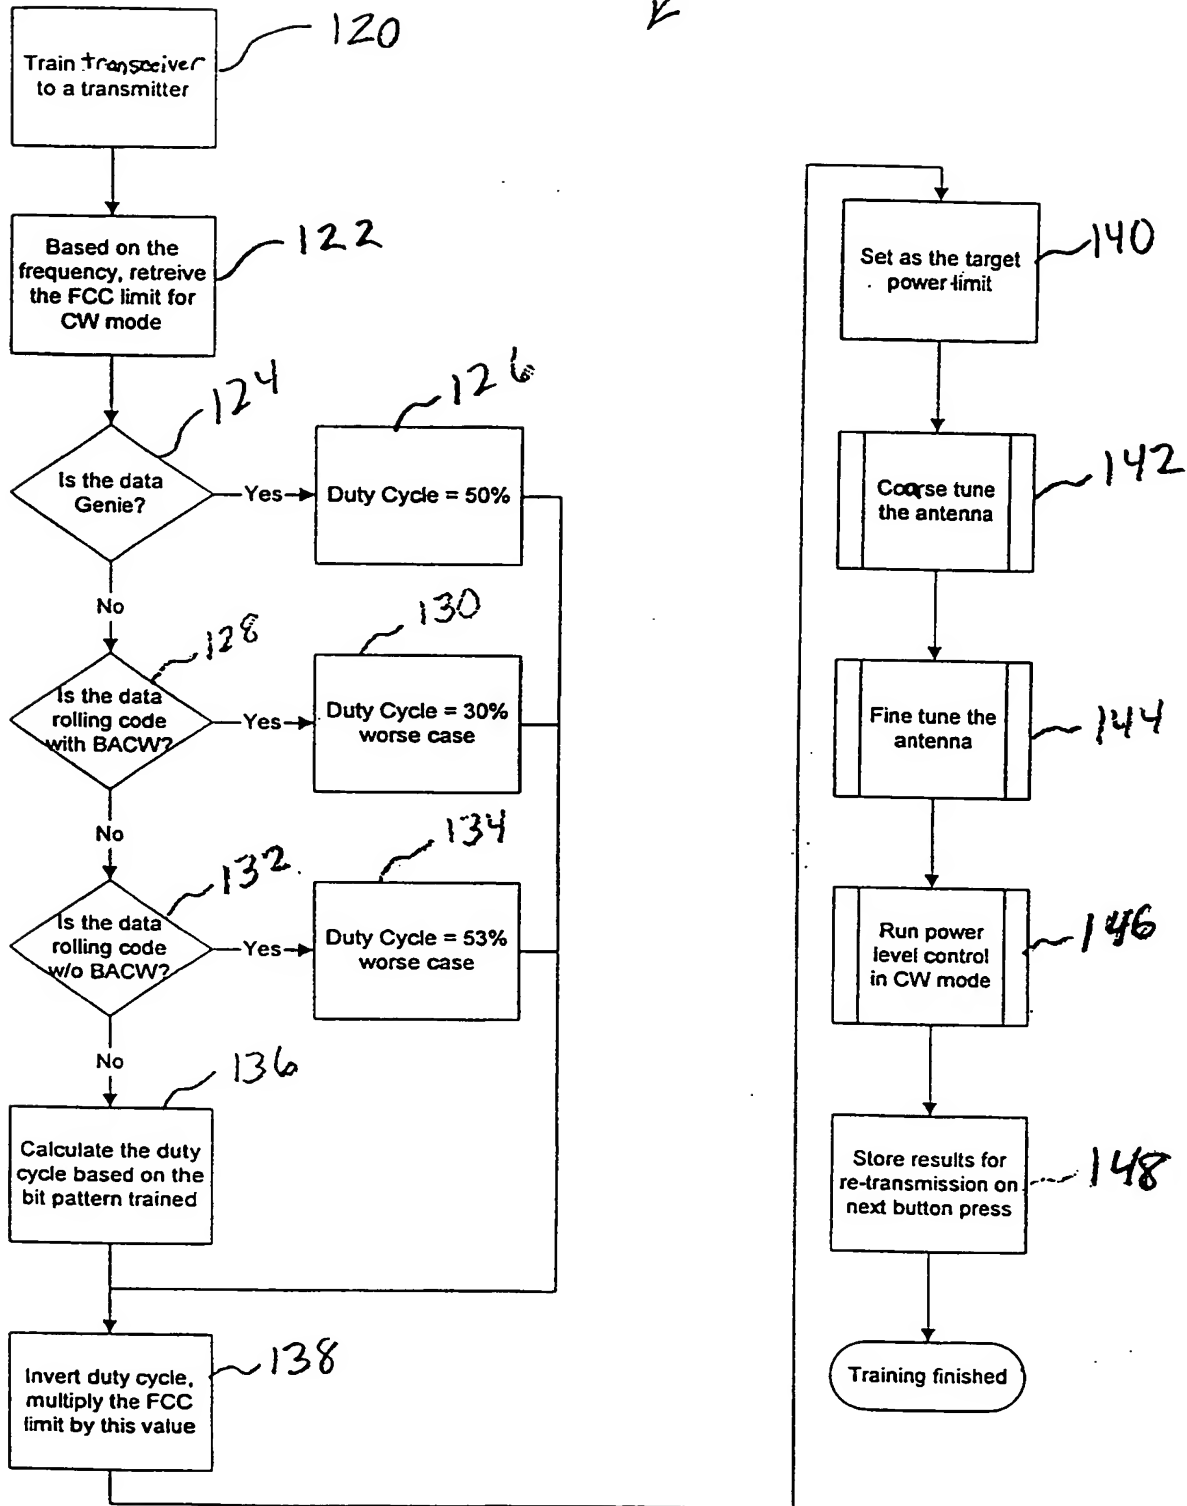 120
Train transceiver
to a transmitter
122
Based on the
frequency, retreive
the FCC limit for
CW mode
124
Is the data
Genie?
Yes
126
Duty Cycle = 50%
No
128
Is the data
rolling code
with BACW?
Yes
130
Duty Cycle = 30%
worse case
No
132
Is the data
rolling code
w/o BACW?
Yes
134
Duty Cycle = 53%
worse case
No
136
Calculate the duty
cycle based on the
bit pattern trained
138
Invert duty cycle,
multiply the FCC
limit by this value
140
Set as the target
power limit
142
Coarse tune
the antenna
144
Fine tune the
antenna
146
Run power
level control
in CW mode
148
Store results for
re-transmission on
next button press
Training finished